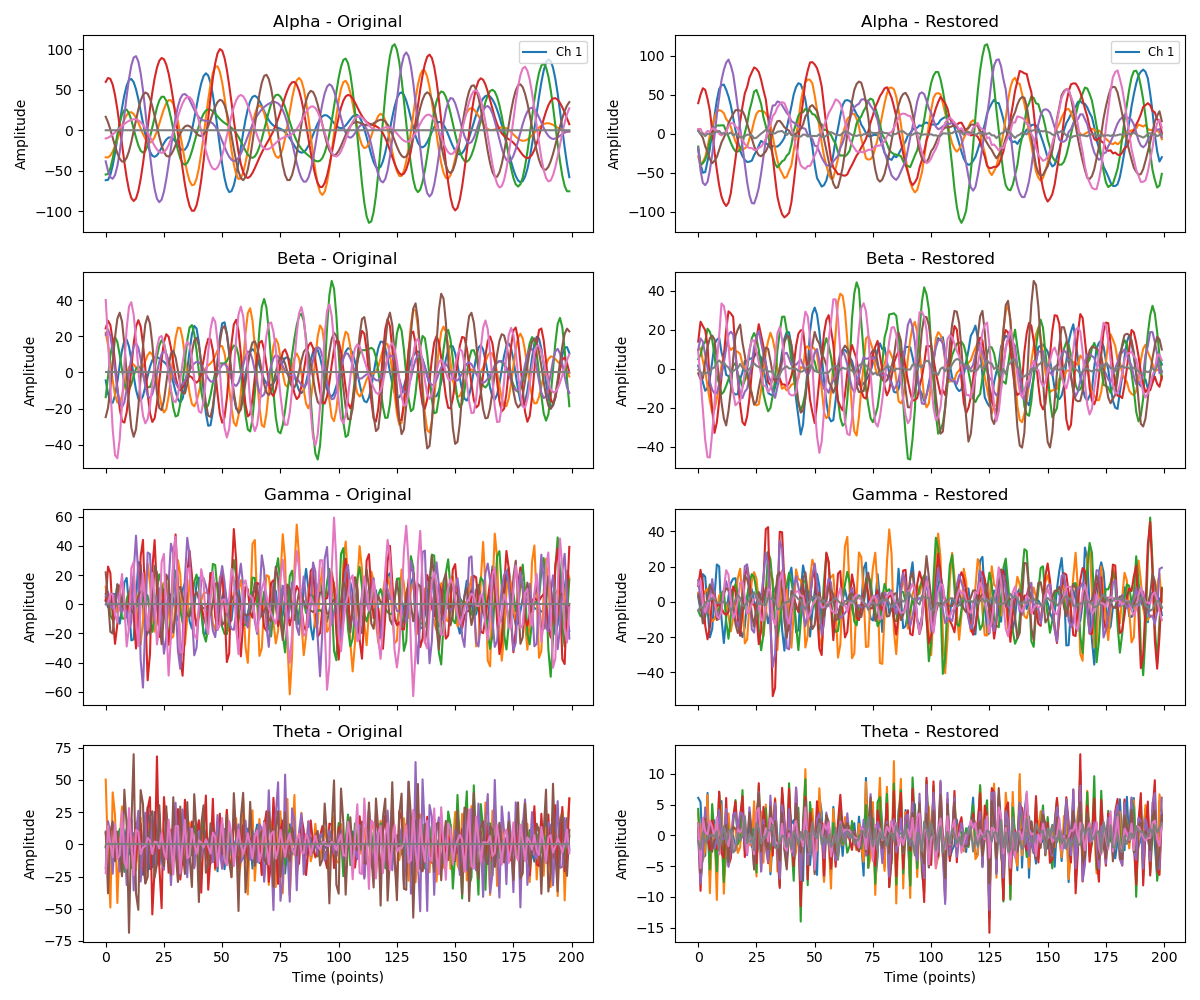 Alpha - Original
Alpha - Restored
Amplitude
100
50
0
−50
−100
Ch 1
Amplitude
100
50
0
−50
−100
Ch 1
Beta - Original
Beta - Restored
Amplitude
40
20
0
−20
−40
Amplitude
40
20
0
−20
−40
Gamma - Original
Gamma - Restored
Amplitude
60
40
20
0
−20
−40
−60
Amplitude
40
20
0
−20
−40
Theta - Original
Theta - Restored
Amplitude
75
50
25
0
−25
−50
−75
Amplitude
10
5
0
−5
−10
−15
0 25 50 75 100 125 150 175 200
0 25 50 75 100 125 150 175 200
Time (points)
Time (points)